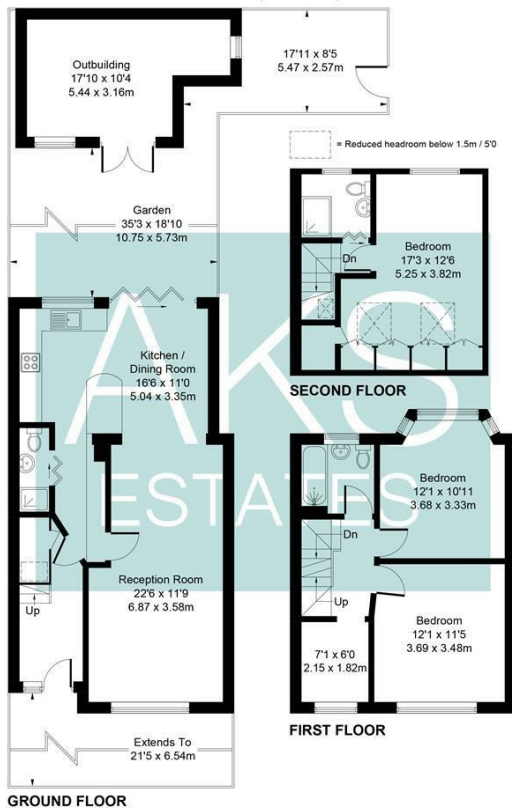 Outbuilding
17'10 x 10'4
5.44 x 3.16m
17'11 x 8'5
5.47 x 2.57m
= Reduced headroom below 1.5m / 5'0
Garden
35'3 x 18'10
10.75 x 5.73m
Kitchen /
Dining Room
16'6 x 11'0
5.04 x 3.35m
Reception Room
22'6 x 11'9
6.87 x 3.58m
Up
Extends To
21'5 x 6.54m
GROUND FLOOR
Dn
Bedroom
17'3 x 12'6
5.25 x 3.82m
SECOND FLOOR
Bedroom
12'1 x 10'11
3.68 x 3.33m
Dn
Up
Bedroom
12'1 x 11'5
3.69 x 3.48m
7'1 x 6'0
2.15 x 1.82m
FIRST FLOOR
AKS
ESTATES